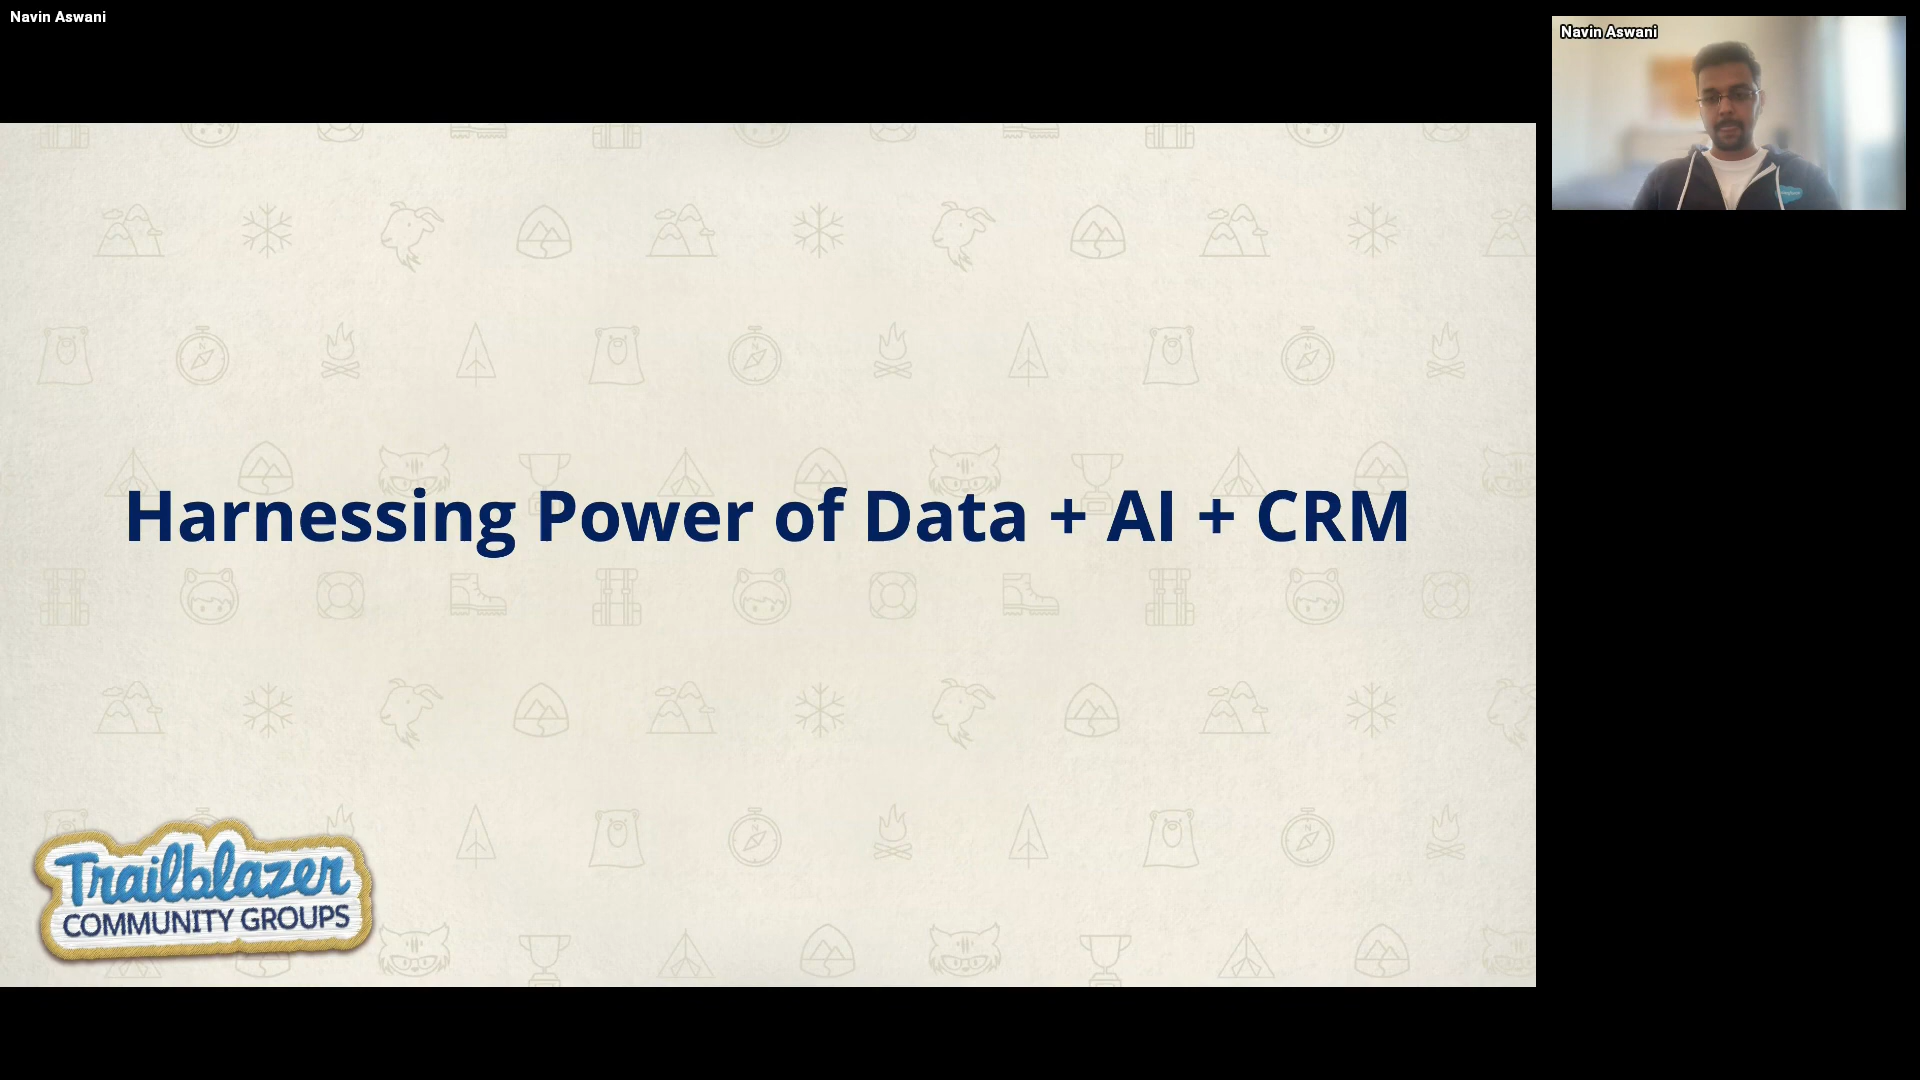 Navin Aswani
Navin Aswani
Harnessing Power of Data + AI + CRM
Trailblazer
COMMUNITY GROUPS